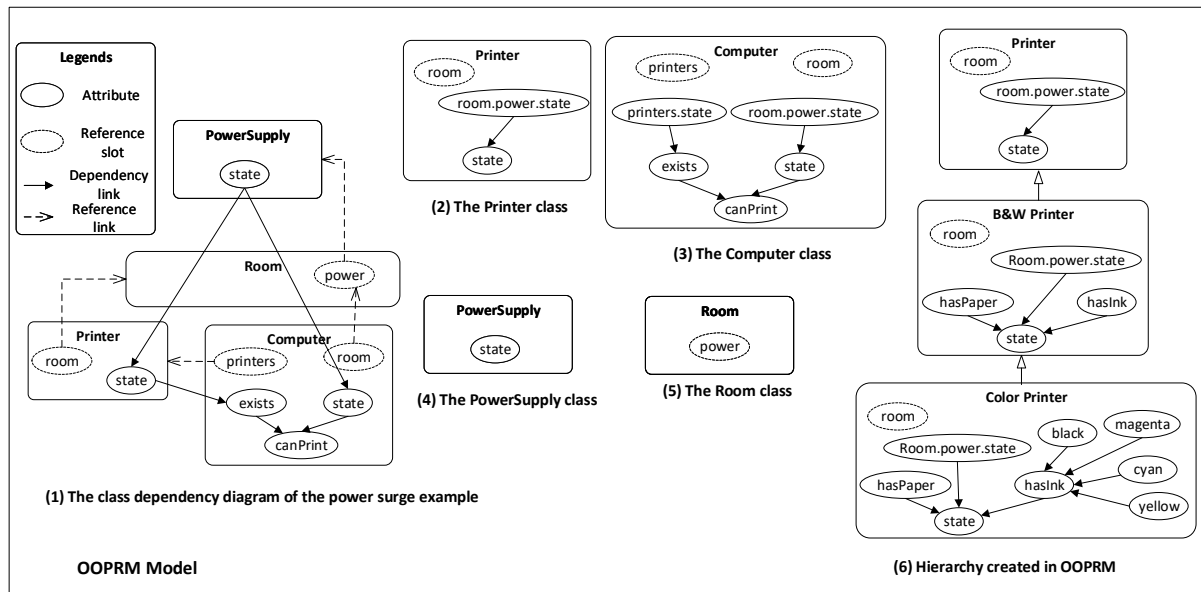 Legends
Attribute
Reference
slot
Dependency
link
Reference
link
PowerSupply
state
Room
power
Printer
room
state
Computer
printers
room
exists
state
canPrint
(1) The class dependency diagram of the power surge example
OOPRM Model
Printer
room
room.power.state
state
(2) The Printer class
Computer
printers
room
printers.state
room.power.state
exists
state
canPrint
(3) The Computer class
PowerSupply
state
(4) The PowerSupply class
Room
power
(5) The Room class
Printer
room
room.power.state
state
B&W Printer
room
Room.power.state
hasPaper
hasInk
state
Color Printer
room
black
magenta
Room.power.state
cyan
hasPaper
hasInk
yellow
state
(6) Hierarchy created in OOPRM